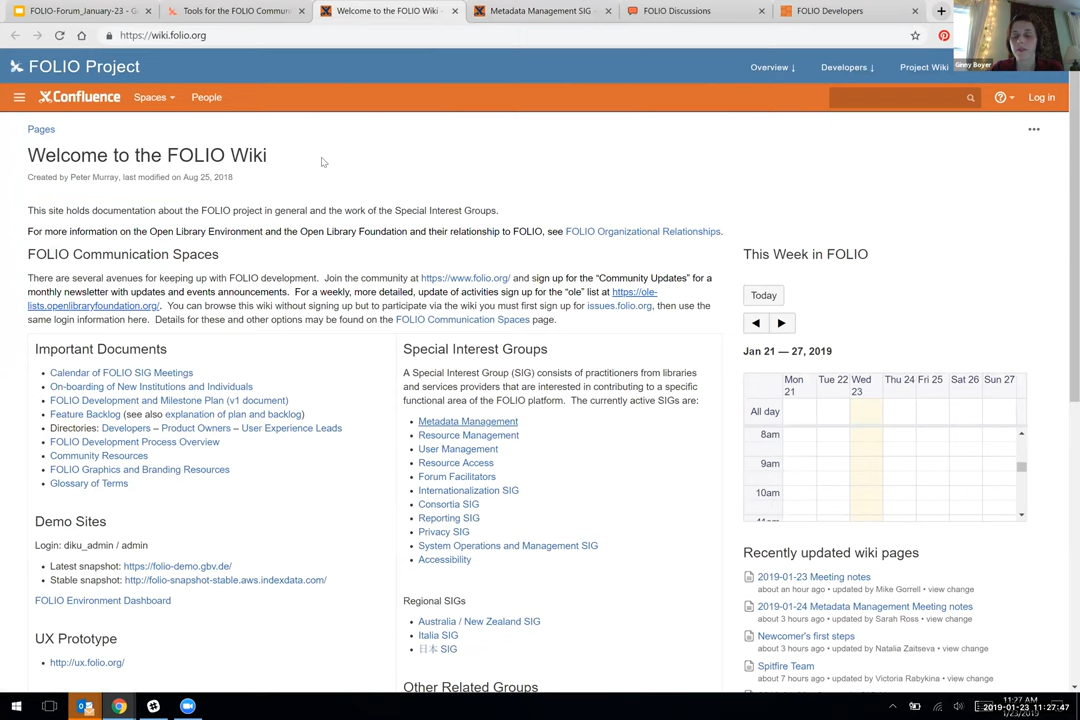 FOLIO-Forum_January-23 - G
Tools for the FOLIO Commun
Welcome to the FOLIO Wiki -
Metadata Management SIG -
FOLIO Discussions
FOLIO Developers
https://wiki.folio.org
Ginny Boyer
FOLIO Project
Overview ↓
Developers ↓
Project Wiki
Confluence
Spaces
People
Log in
Pages
Welcome to the FOLIO Wiki
Created by Peter Murray, last modified on Aug 25, 2018
This site holds documentation about the FOLIO project in general and the work of the Special Interest Groups.
For more information on the Open Library Environment and the Open Library Foundation and their relationship to FOLIO, see FOLIO Organizational Relationships.
FOLIO Communication Spaces
There are several avenues for keeping up with FOLIO development. Join the community at https://www.folio.org/ and sign up for the "Community Updates" for a
monthly newsletter with updates and events announcements. For a weekly, more detailed, update of activities sign up for the "ole" list at https://ole-
lists.openlibraryfoundation.org/. You can browse this wiki without signing up but to participate via the wiki you must first sign up for issues.folio.org, then use the
same login information here. Details for these and other options may be found on the FOLIO Communication Spaces page.
Important Documents
Calendar of FOLIO SIG Meetings
On-boarding of New Institutions and Individuals
FOLIO Development and Milestone Plan (v1 document)
Feature Backlog (see also explanation of plan and backlog)
Directories: Developers – Product Owners – User Experience Leads
FOLIO Development Process Overview
Community Resources
FOLIO Graphics and Branding Resources
Glossary of Terms
Demo Sites
Login: diku_admin / admin
Latest snapshot: https://folio-demo.gbv.de/
Stable snapshot: http://folio-snapshot-stable.aws.indexdata.com/
FOLIO Environment Dashboard
UX Prototype
http://ux.folio.org/
Special Interest Groups
A Special Interest Group (SIG) consists of practitioners from libraries
and services providers that are interested in contributing to a specific
functional area of the FOLIO platform. The currently active SIGs are:
Metadata Management
Resource Management
User Management
Resource Access
Forum Facilitators
Internationalization SIG
Consortia SIG
Reporting SIG
Privacy SIG
System Operations and Management SIG
Accessibility
Regional SIGs
Australia / New Zealand SIG
Italia SIG
日本 SIG
Other Related Groups
This Week in FOLIO
Today
Jan 21 — 27, 2019
Mon 21 Tue 22 Wed 23 Thu 24 Fri 25 Sat 26 Sun 27
All day
8am
9am
10am
11am
Recently updated wiki pages
2019-01-23 Meeting notes
about an hour ago • updated by Mike Gorrell • view change
2019-01-24 Metadata Management Meeting notes
about 3 hours ago • updated by Sarah Ross • view change
Newcomer's first steps
about 3 hours ago • updated by Natalia Zaitseva • view change
Spitfire Team
about 7 hours ago • updated by Victoria Rabykina • view change
11:27 AM
2019-01-23 11:27:47
1/23/2019